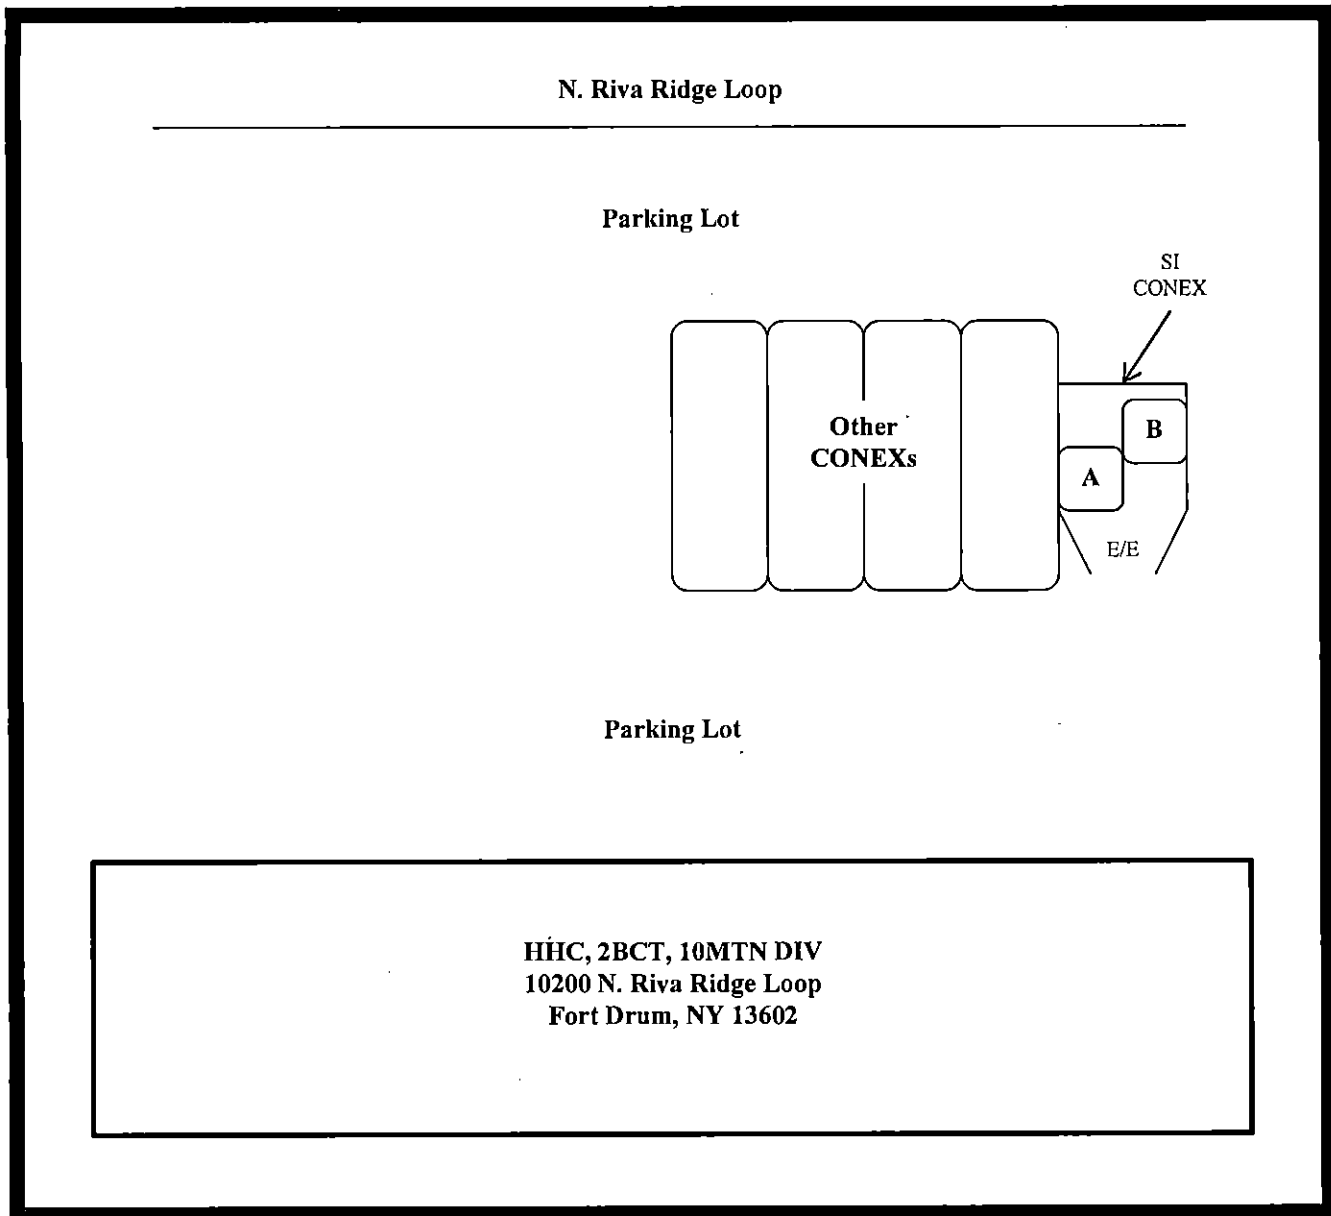 N. Riva Ridge Loop
Parking Lot
SI
CONEX
Other
CONEXs
B
A
E/E
Parking Lot
HHC, 2BCT, 10MTN DIV
10200 N. Riva Ridge Loop
Fort Drum, NY 13602